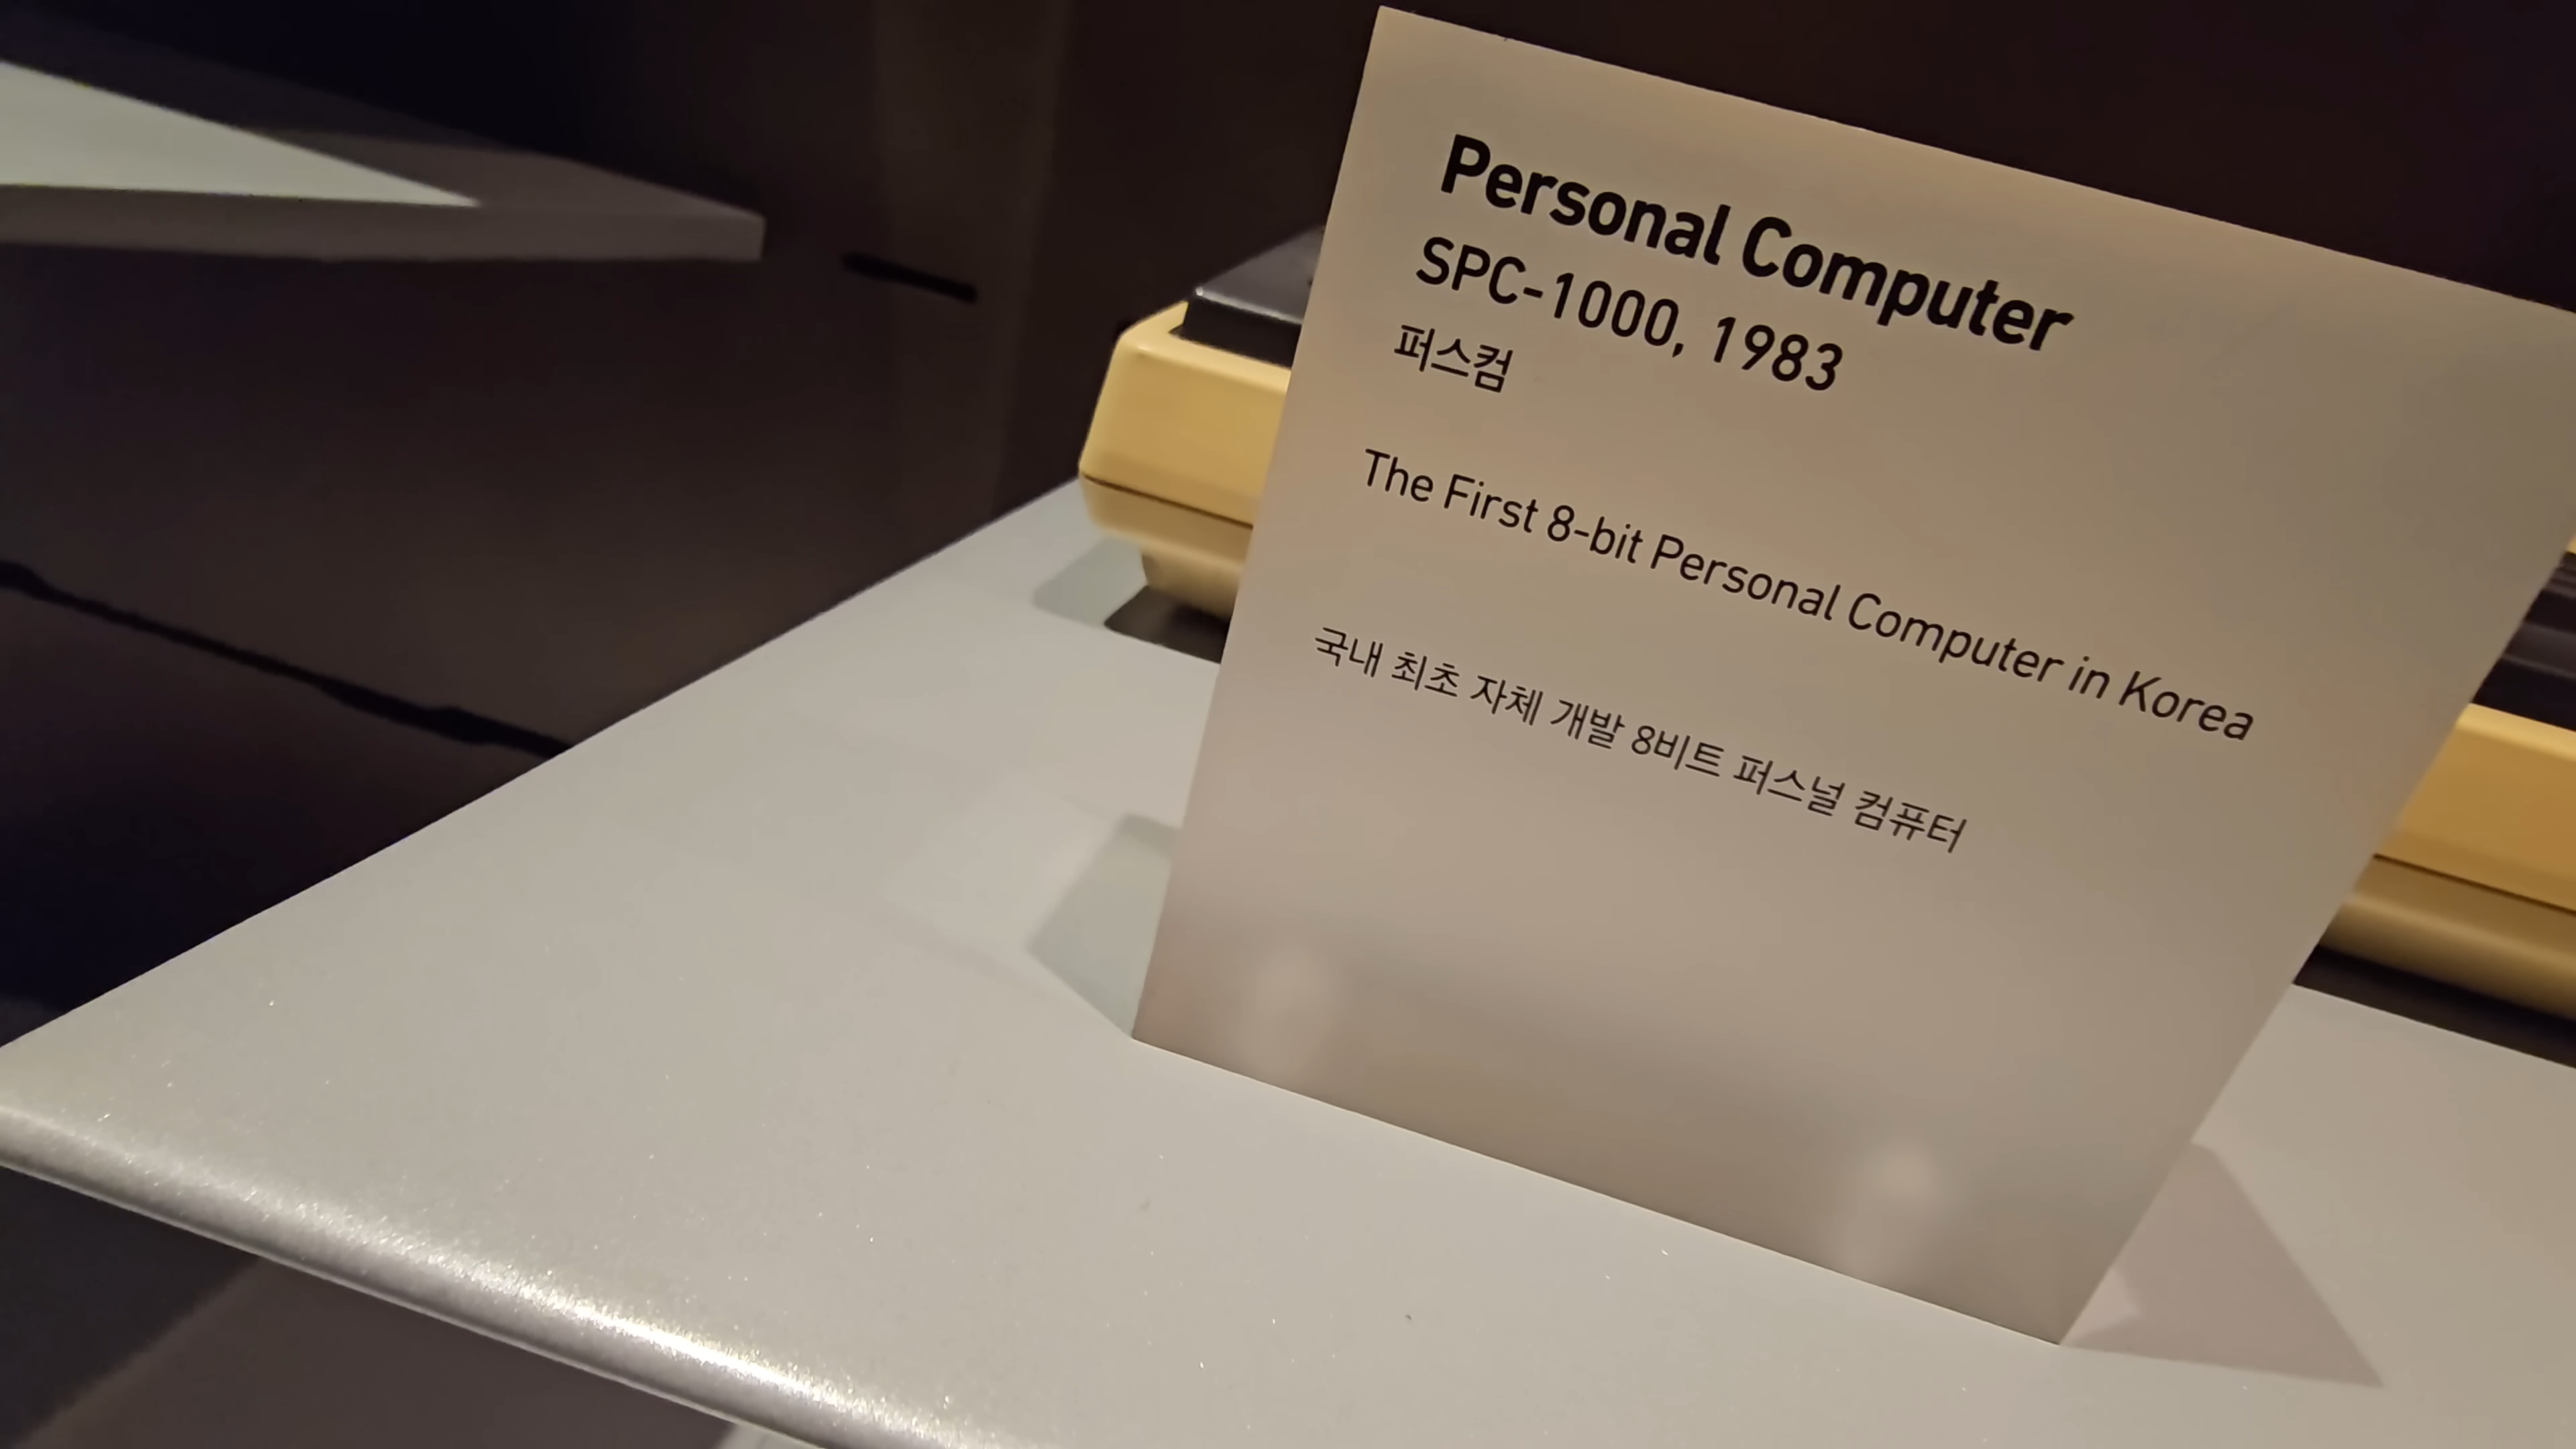 Personal Computer
SPC-1000, 1983
퍼스컴
The First 8-bit Personal Computer in Korea
국내 최초 자체 개발 8비트 퍼스널 컴퓨터